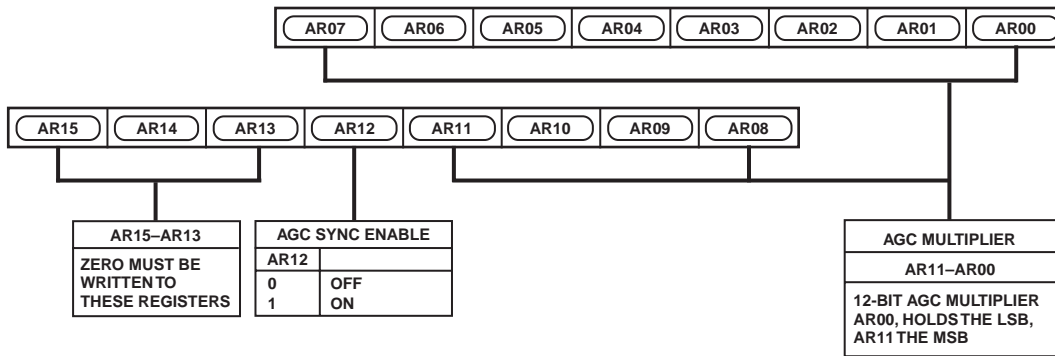 AR07 AR06 AR05 AR04 AR03 AR02 AR01 AR00
AR15 AR14 AR13 AR12 AR11 AR10 AR09 AR08
AR15–AR13
ZERO MUST BE
WRITTEN TO
THESE REGISTERS
AGC SYNC ENABLE
AR12
0 OFF
1 ON
AGC MULTIPLIER
AR11–AR00
12-BIT AGC MULTIPLIER
AR00, HOLDS THE LSB,
AR11 THE MSB